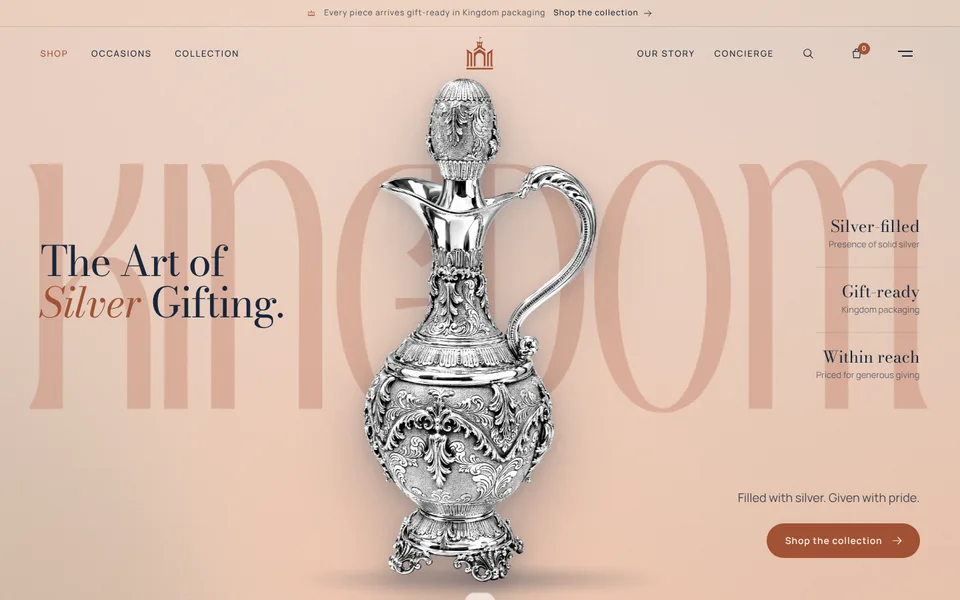 Every piece arrives gift-ready in Kingdom packaging Shop the collection →
SHOP OCCASIONS COLLECTION OUR STORY CONCIERGE 0
KINGDOM
The Art of
Silver Gifting.
Silver-filled
Presence of solid silver
Gift-ready
Kingdom packaging
Within reach
Priced for generous giving
Filled with silver. Given with pride.
Shop the collection →